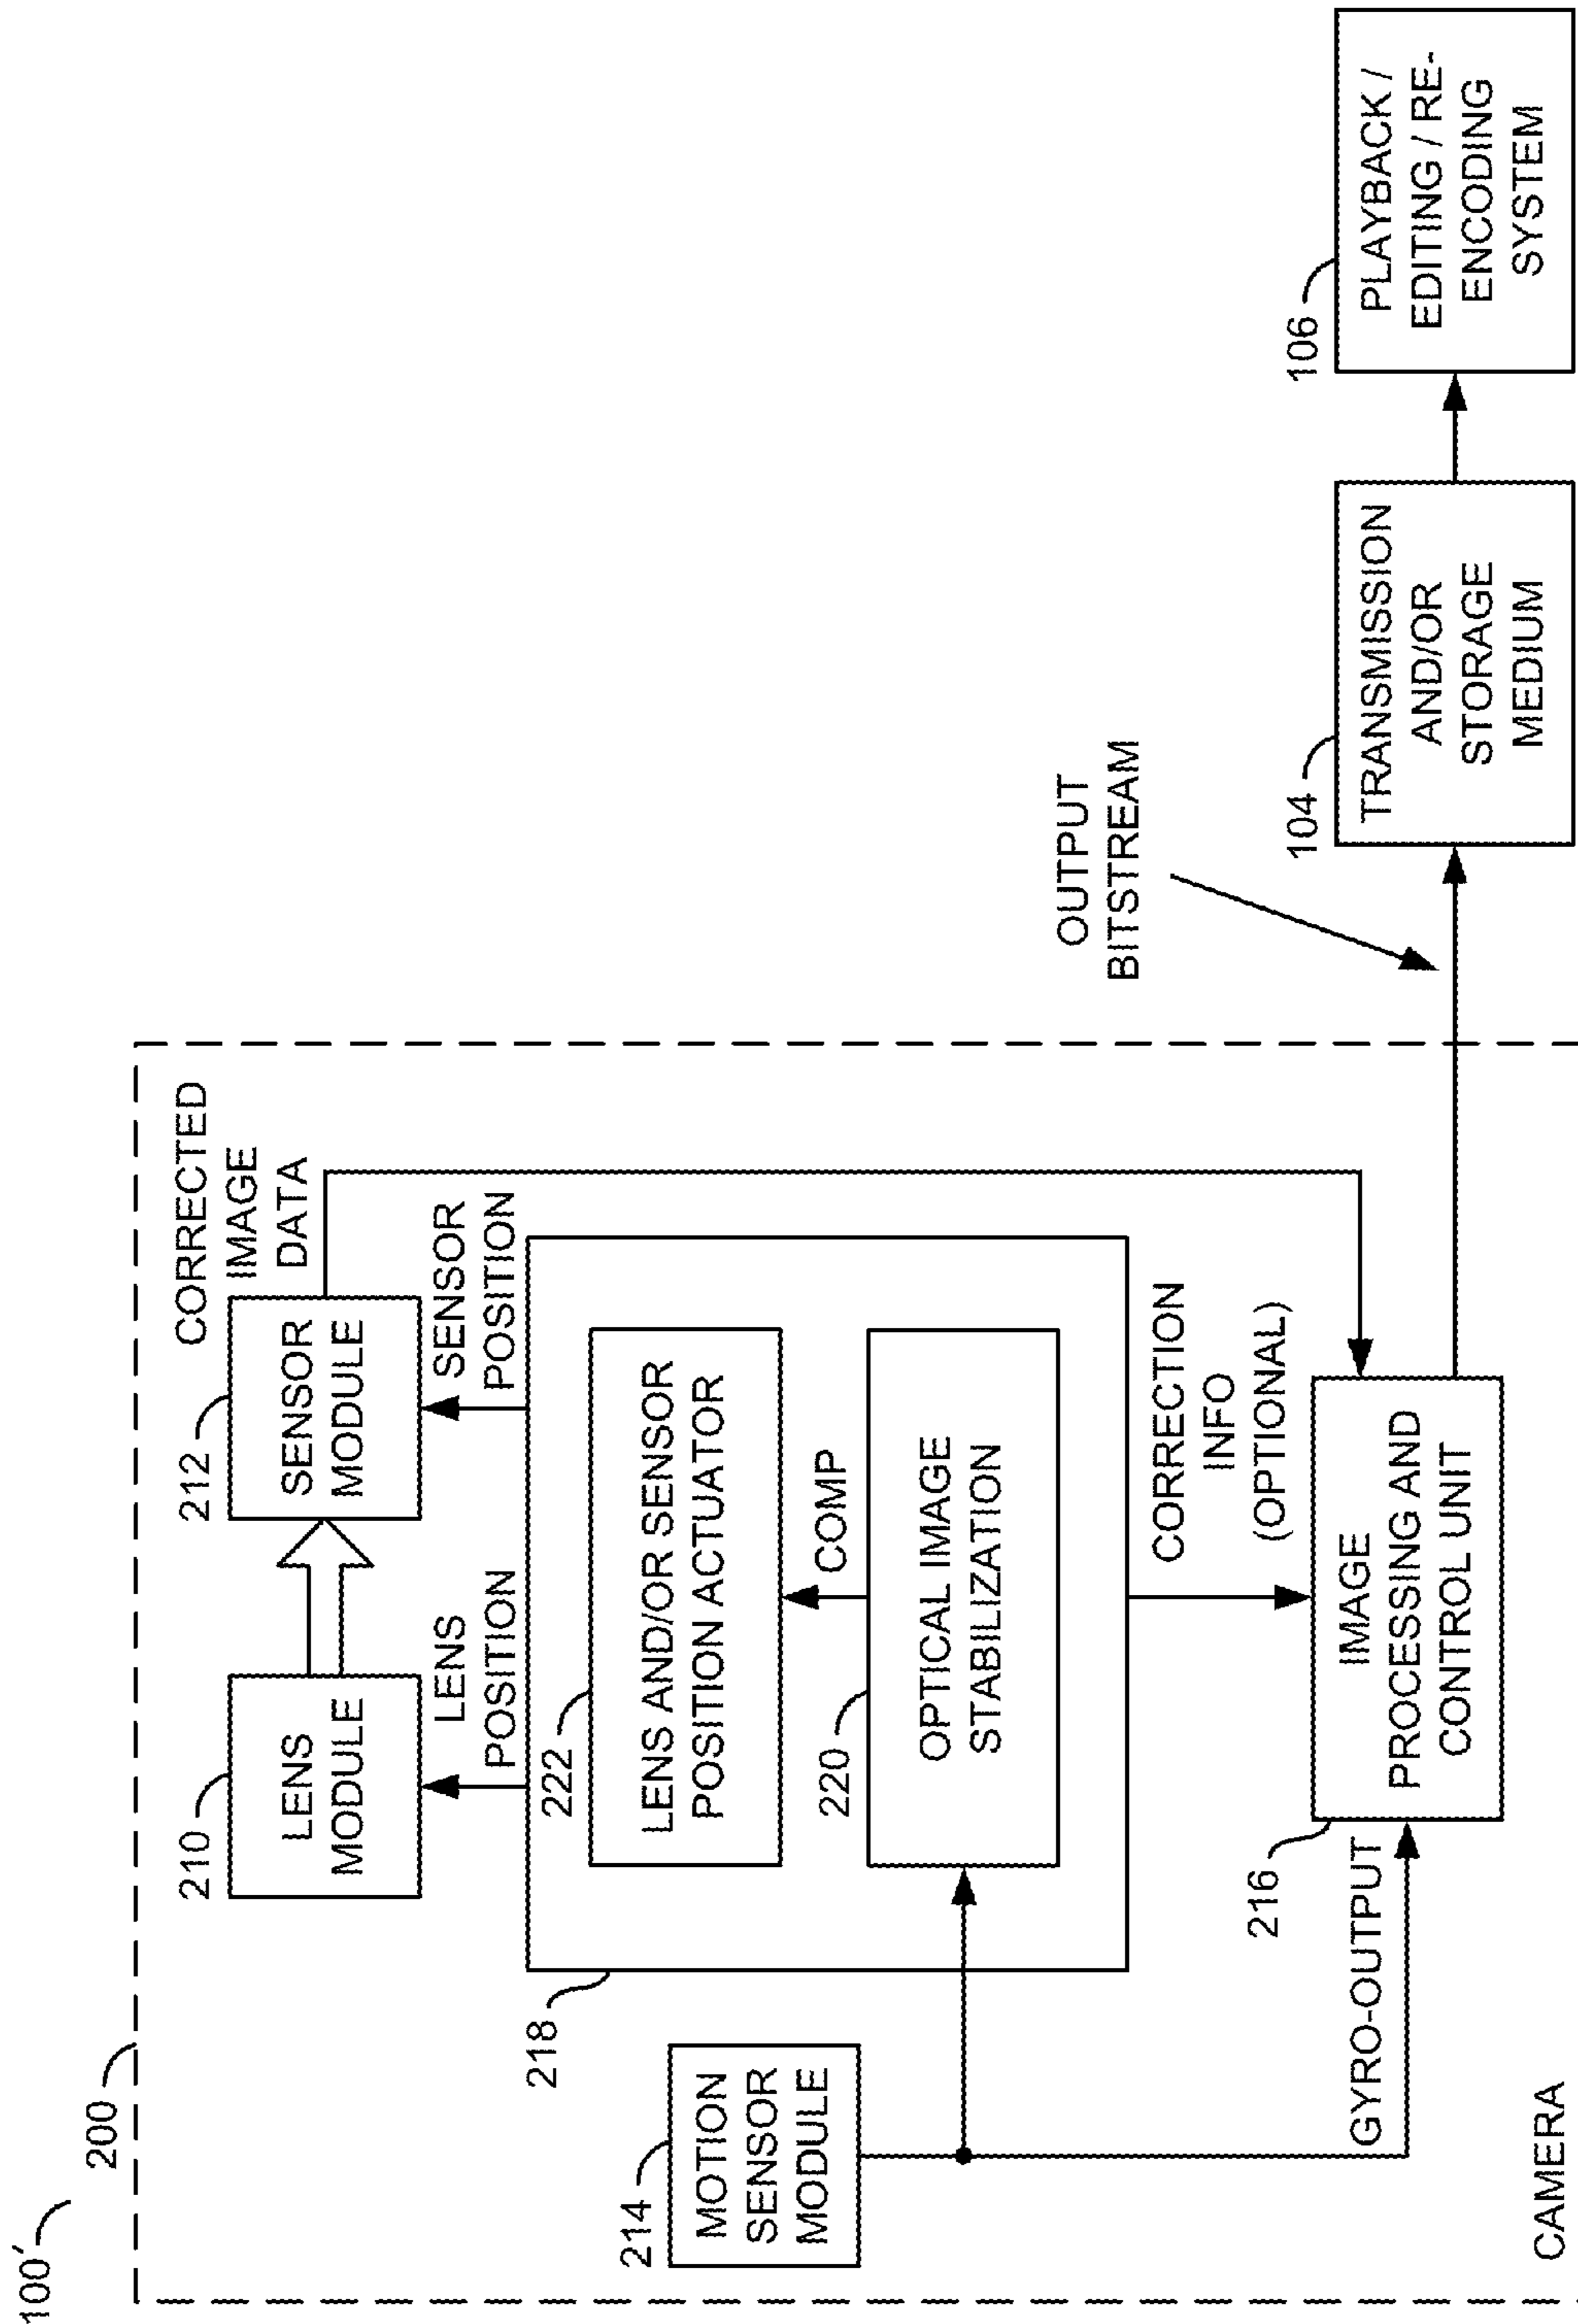 100′
200
210
LENS
MODULE
212
SENSOR
MODULE
CORRECTED
IMAGE
DATA
LENS
POSITION
SENSOR
POSITION
218
222
LENS AND/OR SENSOR
POSITION ACTUATOR
COMP
220
OPTICAL IMAGE
STABILIZATION
214
MOTION
SENSOR
MODULE
CORRECTION
INFO
(OPTIONAL)
216
GYRO-OUTPUT
IMAGE
PROCESSING AND
CONTROL UNIT
CAMERA
OUTPUT
BITSTREAM
104
TRANSMISSION
AND/OR
STORAGE
MEDIUM
106
PLAYBACK /
EDITING / RE-
ENCODING
SYSTEM